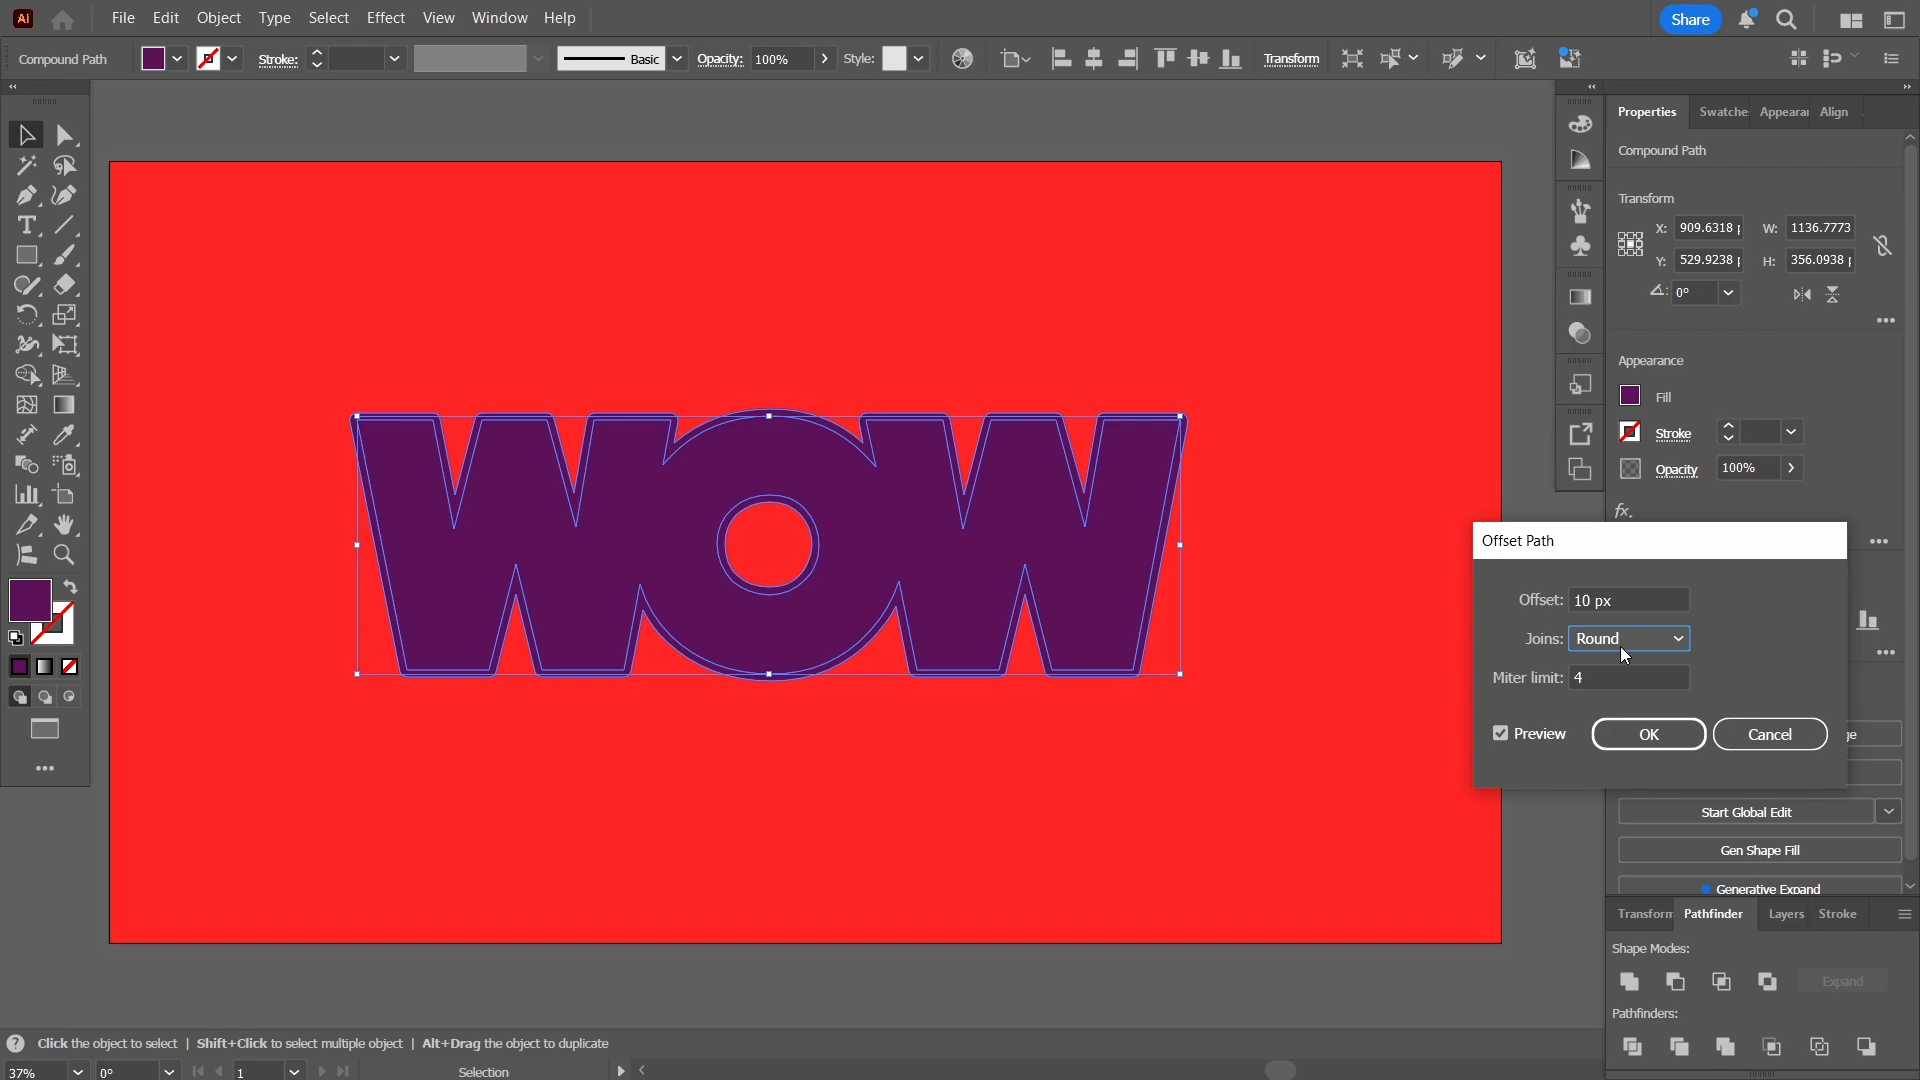 Ai File Edit Object Type Select Effect View Window Help Share
Compound Path Stroke: Basic Opacity: 100% Style: Transform
Properties Swatche Appearar Align
Compound Path
Transform
X: 909.6318 W: 1136.7773
Y: 529.9238 H: 356.0938
0°
Appearance
Fill
Stroke
Opacity 100%
fx.
WOW
Offset Path
Offset: 10 px
Joins: Round
Miter limit: 4
Preview OK Cancel
ge
Start Global Edit
Gen Shape Fill
Generative Expand
Transform Pathfinder Layers Stroke
Shape Modes:
Expand
Pathfinders:
? Click the object to select | Shift+Click to select multiple object | Alt+Drag the object to duplicate
37% 0° 1 Selection